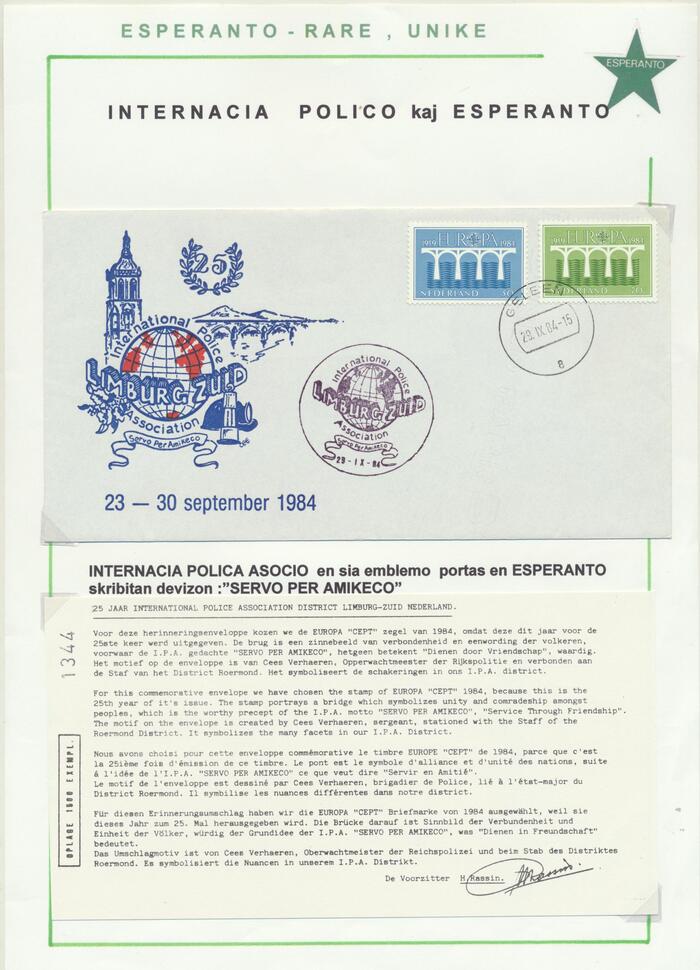 ESPERANTO - RARE , UNIKE
ESPERANTO
INTERNACIA POLICO kaj ESPERANTO
25
International Police
LIMBURG ZUID
Association
Servo Per Amikeco
23 — 30 september 1984
International Police
LIMBURG-ZUID
Association
Servo Per Amikeco
29-IX-84
1919 EUROPA 1984
NEDERLAND 50
1919 EUROPA 1984
NEDERLAND 70
GELEEN
29.IX.84-15
8
INTERNACIA POLICA ASOCIO en sia emblemo portas en ESPERANTO
skribitan devizon :"SERVO PER AMIKECO"
1344
OPLAGE 1500 EXEMPL.
25 JAAR INTERNATIONAL POLICE ASSOCIATION DISTRICT LIMBURG-ZUID NEDERLAND.
Voor deze herinneringsenveloppe kozen we de EUROPA "CEPT" zegel van 1984, omdat deze dit jaar voor de
25ste keer werd uitgegeven. De brug is een zinnebeeld van verbondenheid en eenwording der volkeren,
voorwaar de I.P.A. gedachte "SERVO PER AMIKECO", hetgeen betekent "Dienen door Vriendschap", waardig.
Het motief op de enveloppe is van Cees Verhaeren, Opperwachtmeester der Rijkspolitie en verbonden aan
de Staf van het District Roermond. Het symboliseert de schakeringen in ons I.P.A. district.
For this commemorative envelope we have chosen the stamp of EUROPA "CEPT" 1984, because this is the
25th year of it's issue. The stamp portrays a bridge which symbolizes unity and comradeship amongst
peoples, which is the worthy precept of the I.P.A. motto "SERVO PER AMIKECO", "Service Through Friendship".
The motif on the envelope is created by Cees Verhaeren, sergeant, stationed with the Staff of the
Roermond District. It symbolizes the many facets in our I.P.A. District.
Nous avons choisi pour cette enveloppe commémorative le timbre EUROPE "CEPT" de 1984, parce que c'est
la 25ième fois d'émission de ce timbre. Le pont est le symbole d'alliance et d'unité des nations, suite
á l'idée de l'I.P.A. "SERVO PER AMIKECO" ce que veut dire "Servir en Amitié".
Le motif de l'enveloppe est dessiné par Cees Verhaeren, brigadier de Police, lié à l'état-major du
District Roermond. Il symbilise les nuances différentes dans notre district.
Für diesen Erinnerungsumschlag haben wir die EUROPA "CEPT" Briefmarke von 1984 ausgewählt, weil sie
dieses Jahr zum 25. Mal herausgegeben wird. Die Brücke darauf ist Sinnbild der Verbundenheit und
Einheit der Völker, würdig der Grundidee der I.P.A. "SERVO PER AMIKECO", was "Dienen in Freundschaft"
bedeutet.
Das Umschlagmotiv ist von Cees Verhaeren, Oberwachtmeister der Reichspolizei und beim Stab des Distriktes
Roermond. Es symbolisiert die Nuancen in unserem I.P.A. Distrikt.
De Voorzitter H.Rassin.